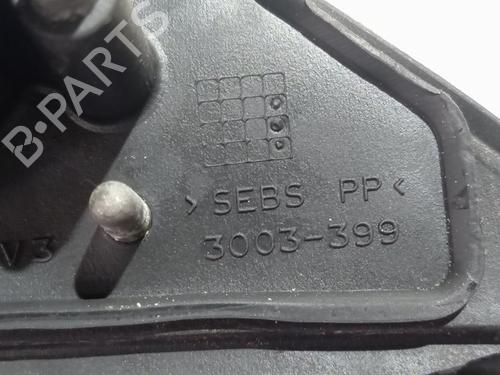 B-PARTS
> SEBS PP <
V3 3003-399